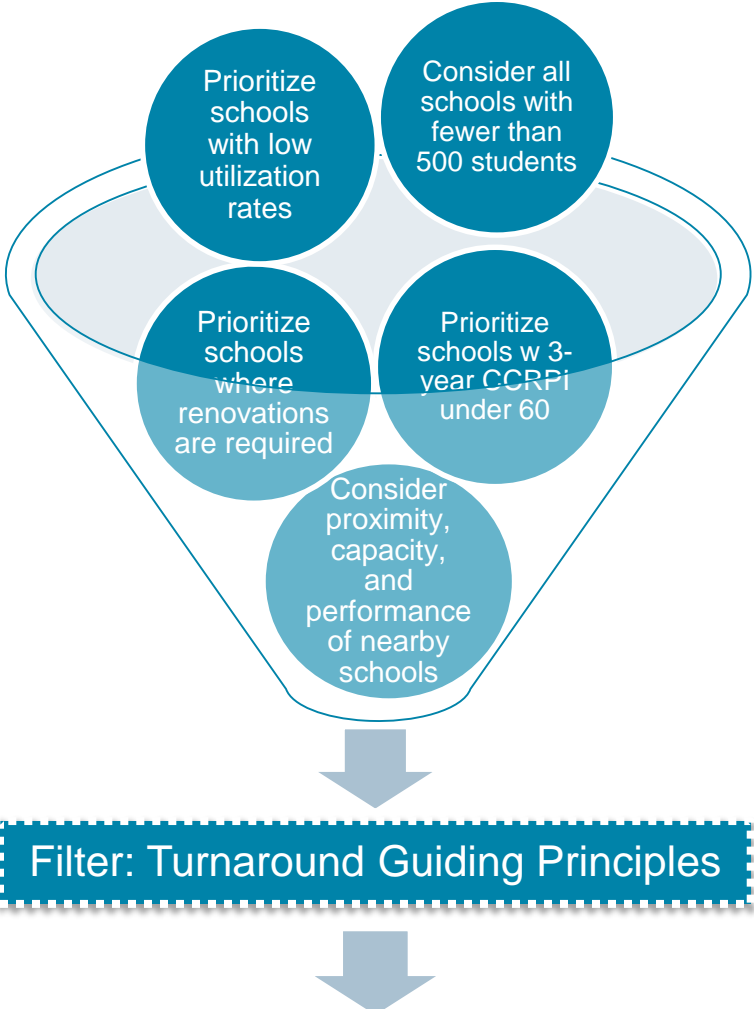 Prioritize
schools
with low
utilization
rates
Consider all
schools with
fewer than
500 students
Prioritize
schools
where
renovations
are required
Prioritize
schools w 3-
year CCRPI
under 60
Consider
proximity,
capacity,
and
performance
of nearby
schools
Filter: Turnaround Guiding Principles